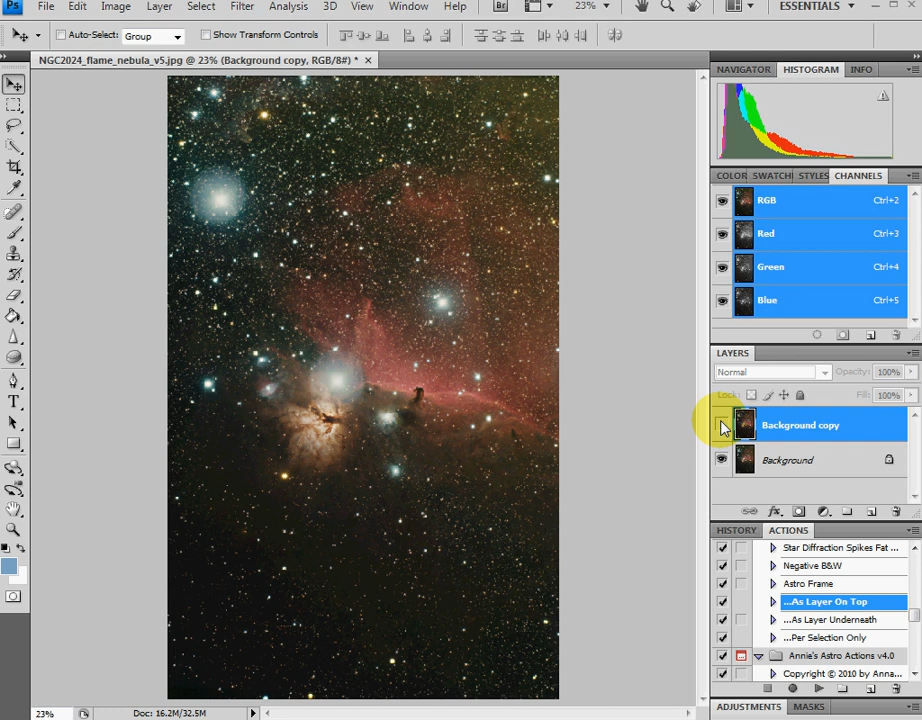 Ps File Edit Image Layer Select Filter Analysis 3D View Window Help Br 23% ESSENTIALS
Auto-Select: Group Show Transform Controls
NGC2024_flame_nebula_v5.jpg @ 23% (Background copy, RGB/8#) * ×
NAVIGATOR HISTOGRAM INFO
COLOR SWATCH STYLES CHANNELS
RGB Ctrl+2
Red Ctrl+3
Green Ctrl+4
Blue Ctrl+5
LAYERS
Normal Opacity: 100%
Lock: Fill: 100%
Background copy
Background
HISTORY ACTIONS
Star Diffraction Spikes Fat ...
Negative B&W
Astro Frame
...As Layer On Top
...As Layer Underneath
...Per Selection Only
Annie's Astro Actions v4.0
Copyright © 2010 by Anna...
ADJUSTMENTS MASKS
23% Doc: 16.2M/32.5M